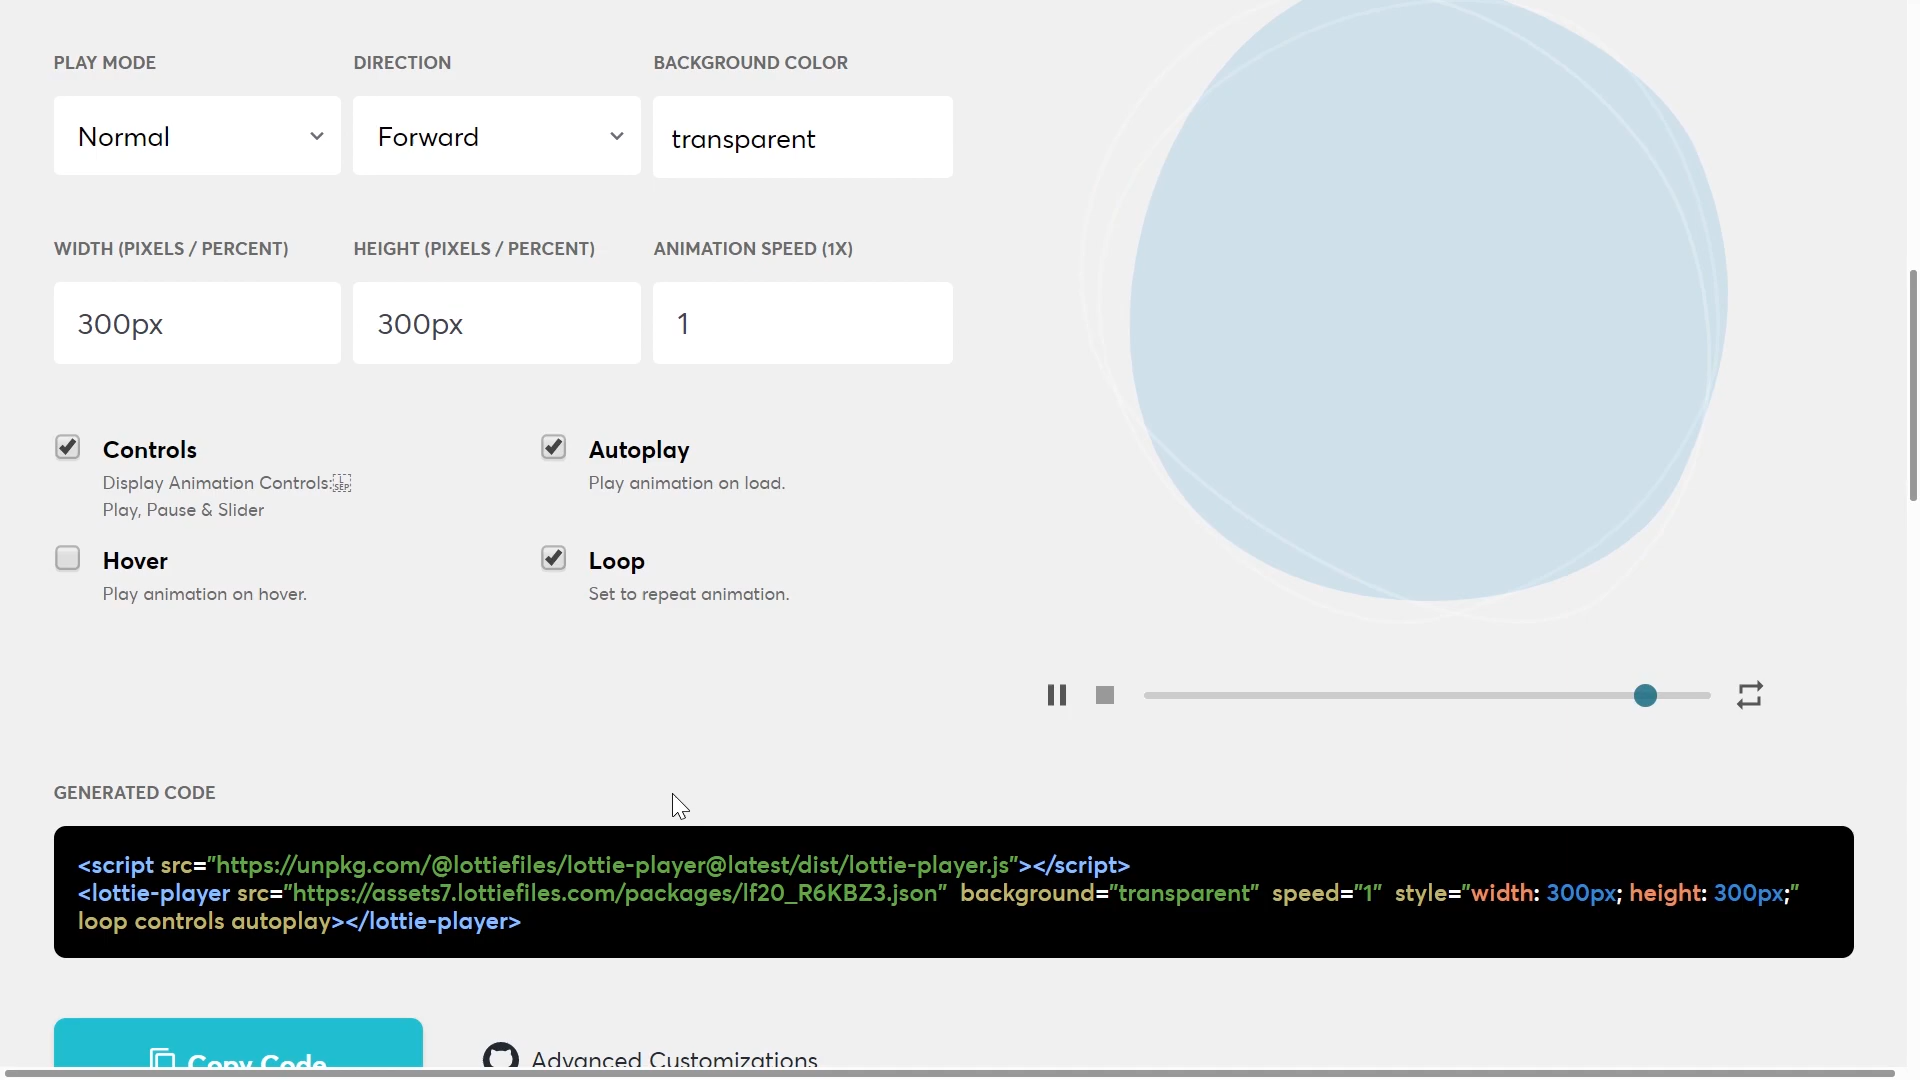 PLAY MODE
DIRECTION
BACKGROUND COLOR
Normal
Forward
transparent
WIDTH (PIXELS / PERCENT)
HEIGHT (PIXELS / PERCENT)
ANIMATION SPEED (1X)
300px
300px
1
Controls
Display Animation Controls:
Play, Pause & Slider
Autoplay
Play animation on load.
Hover
Play animation on hover.
Loop
Set to repeat animation.
GENERATED CODE
<script src="https://unpkg.com/@lottiefiles/lottie-player@latest/dist/lottie-player.js"></script>
<lottie-player src="https://assets7.lottiefiles.com/packages/lf20_R6KBZ3.json"  background="transparent"  speed="1"  style="width: 300px; height: 300px;"
loop controls autoplay></lottie-player>
Copy Code
Advanced Customizations